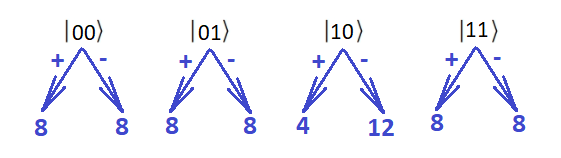 |00⟩ |01⟩ |10⟩ |11⟩
+ - + - + - + -
8 8 8 8 4 12 8 8